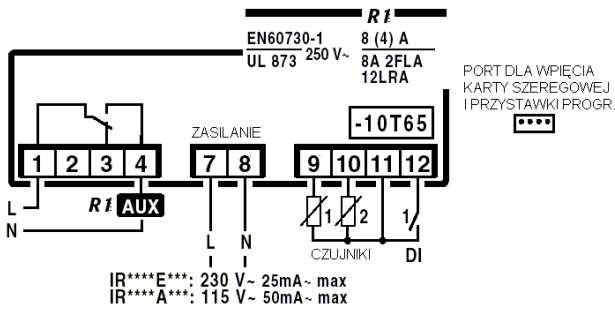 R1
EN60730-1
UL 873
250 V~
8 (4) A
8A 2FLA
12LRA
PORT DLA WPIĘCIA
KARTY SZEREGOWEJ
I PRZYSTAWKI PROGR.
ZASILANIE
-10T65
1 2 3 4 7 8 9 10 11 12
L R1 AUX
N
1 2 1
L N
CZUJNIKI DI
IR****E***: 230 V~ 25mA~ max
IR****A***: 115 V~ 50mA~ max